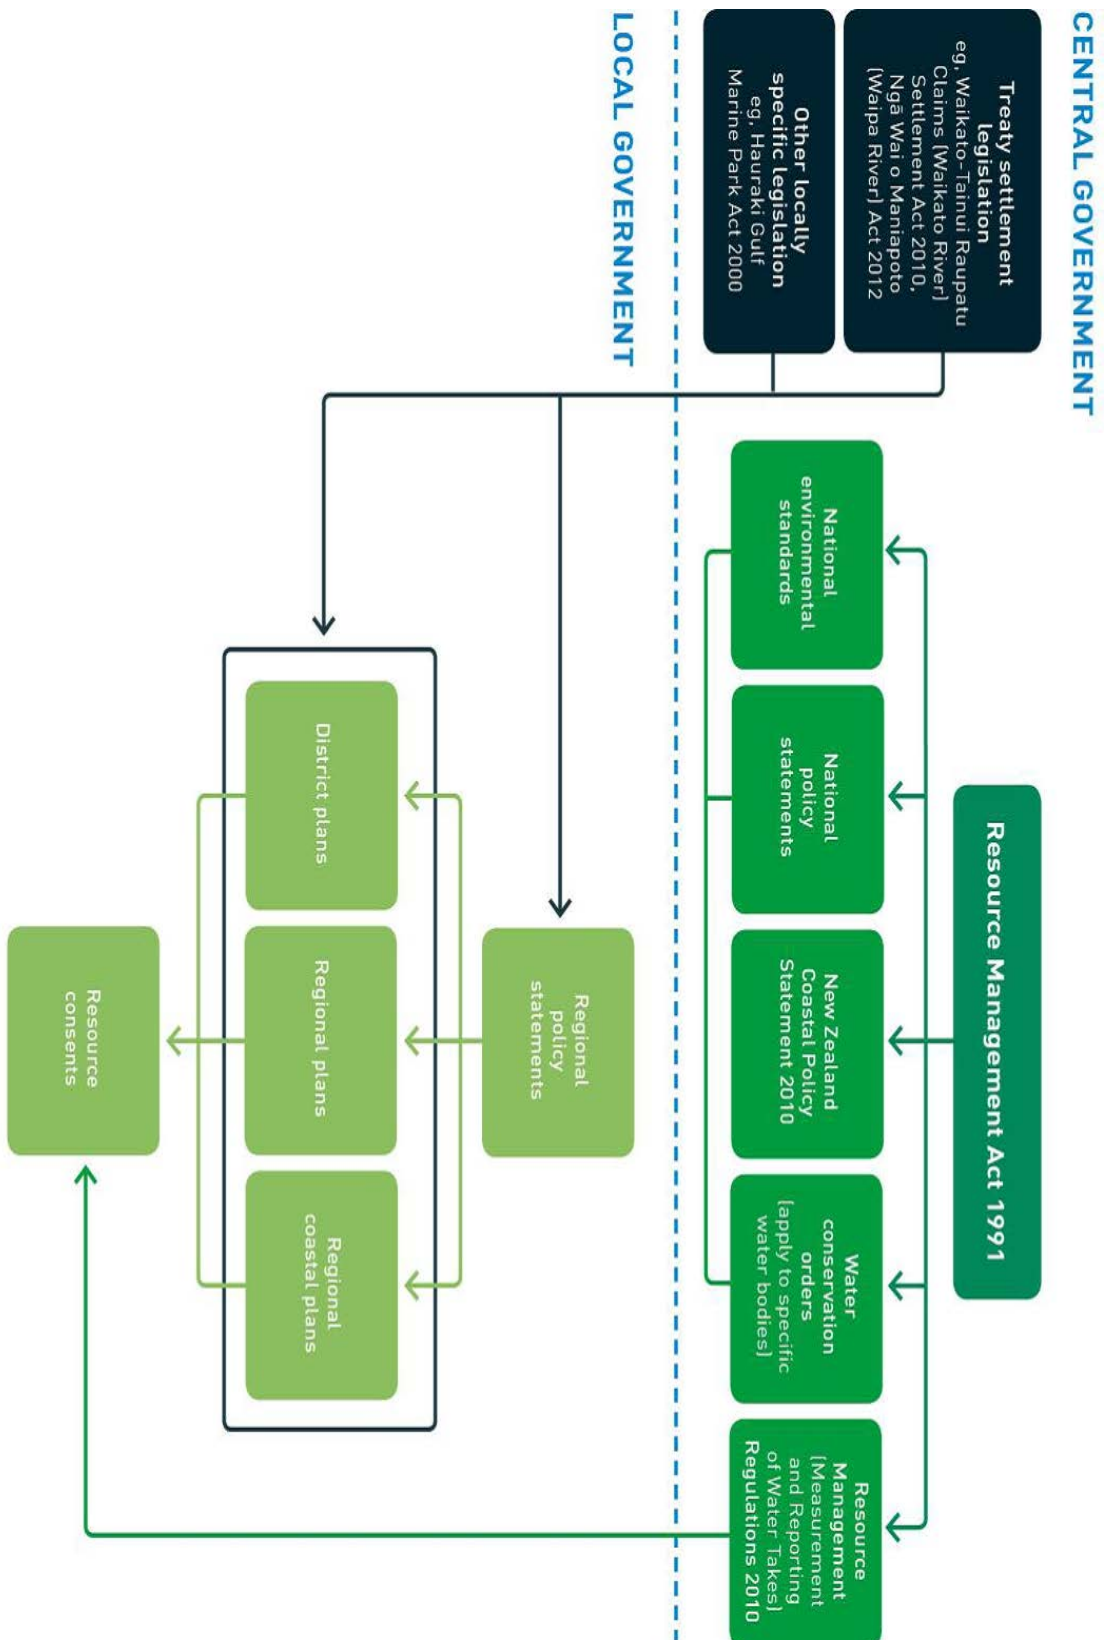 CENTRAL GOVERNMENT
Resource Management Act 1991
Treaty settlement
legislation
eg, Waikato-Tainui Raupatu
Claims (Waikato River)
Settlement Act 2010,
Ngā Wai o Maniapoto
(Waipa River) Act 2012
Other locally
specific legislation
eg, Hauraki Gulf
Marine Park Act 2000
National
environmental
standards
National
policy
statements
New Zealand
Coastal Policy
Statement 2010
Water
conservation
orders
(apply to specific
water bodies)
Resource
Management
(Measurement
and Reporting
of Water Takes)
Regulations 2010
LOCAL GOVERNMENT
Regional
policy
statements
District plans
Regional plans
Regional
coastal plans
Resource
consents